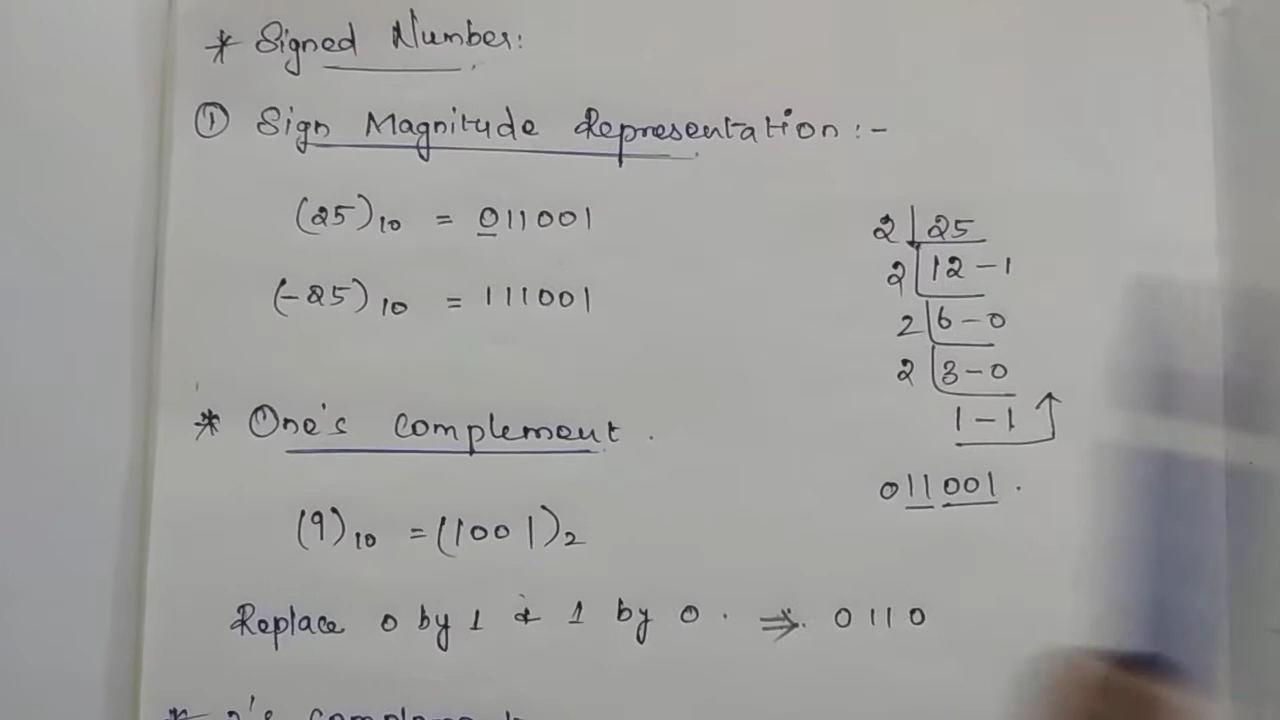 * Signed Number:
① Sign Magnitude Representation:-
(25)₁₀ = 011001
(-25)₁₀ = 111001
2 | 25
2 | 12 - 1
2 | 6 - 0
2 | 3 - 0
1 - 1
011001.
* One's complement.
(9)₁₀ = (1001)₂
Replace 0 by 1 & 1 by 0. ⇒ 0110